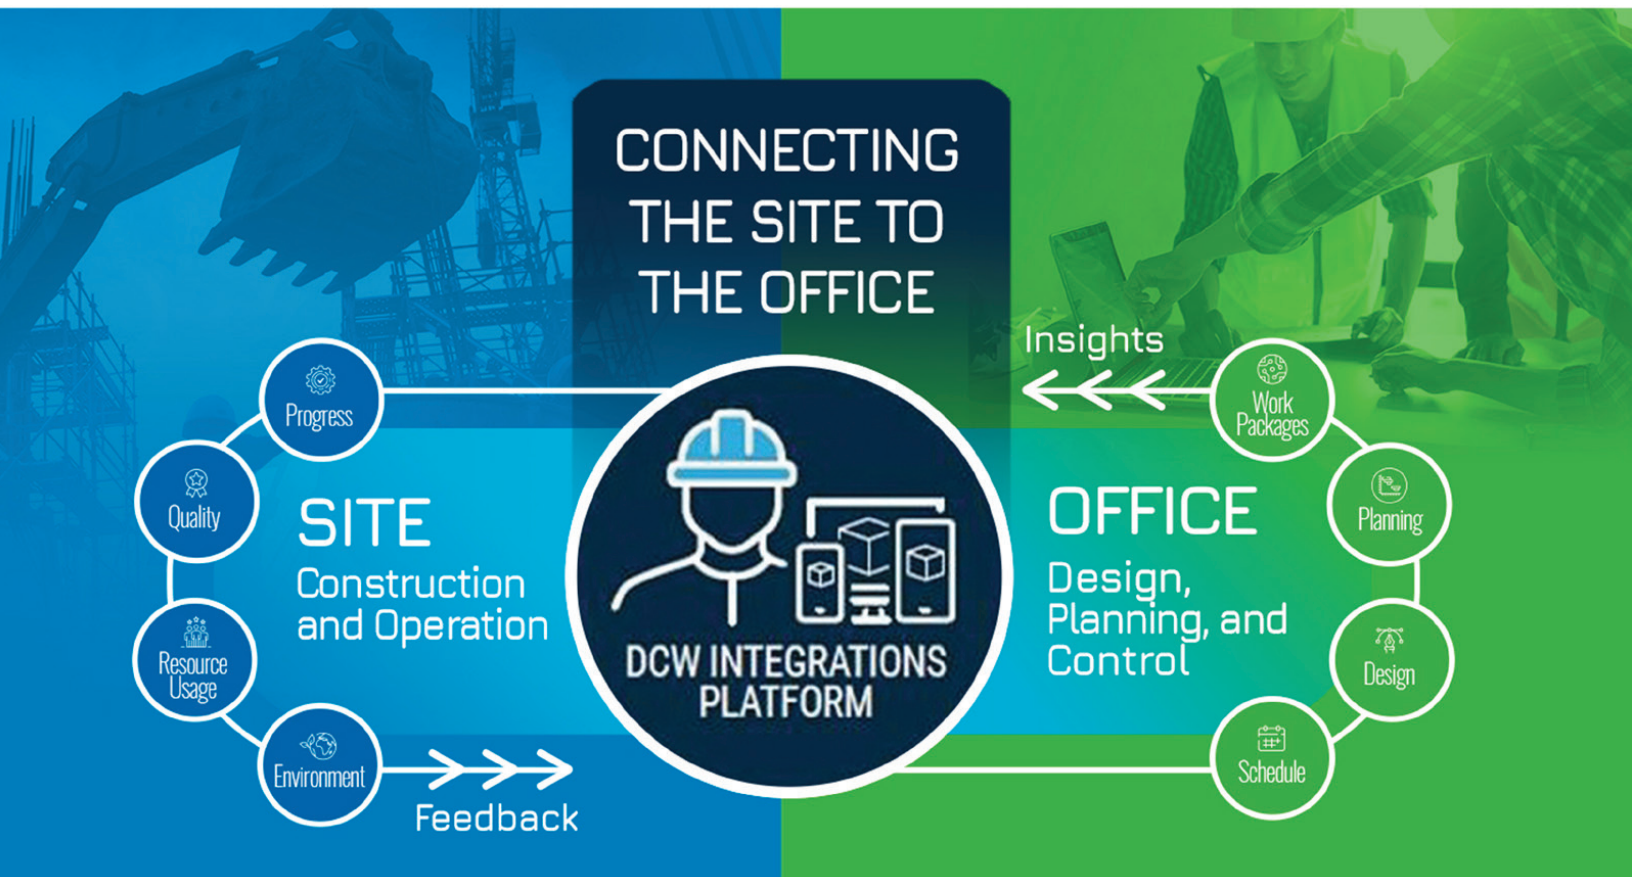 CONNECTING
THE SITE TO
THE OFFICE
Insights
Progress
Work
Packages
Quality
SITE
Construction
and Operation
OFFICE
Design,
Planning, and
Control
Planning
Resource
Usage
DCW INTEGRATIONS
PLATFORM
Design
Environment
Schedule
Feedback